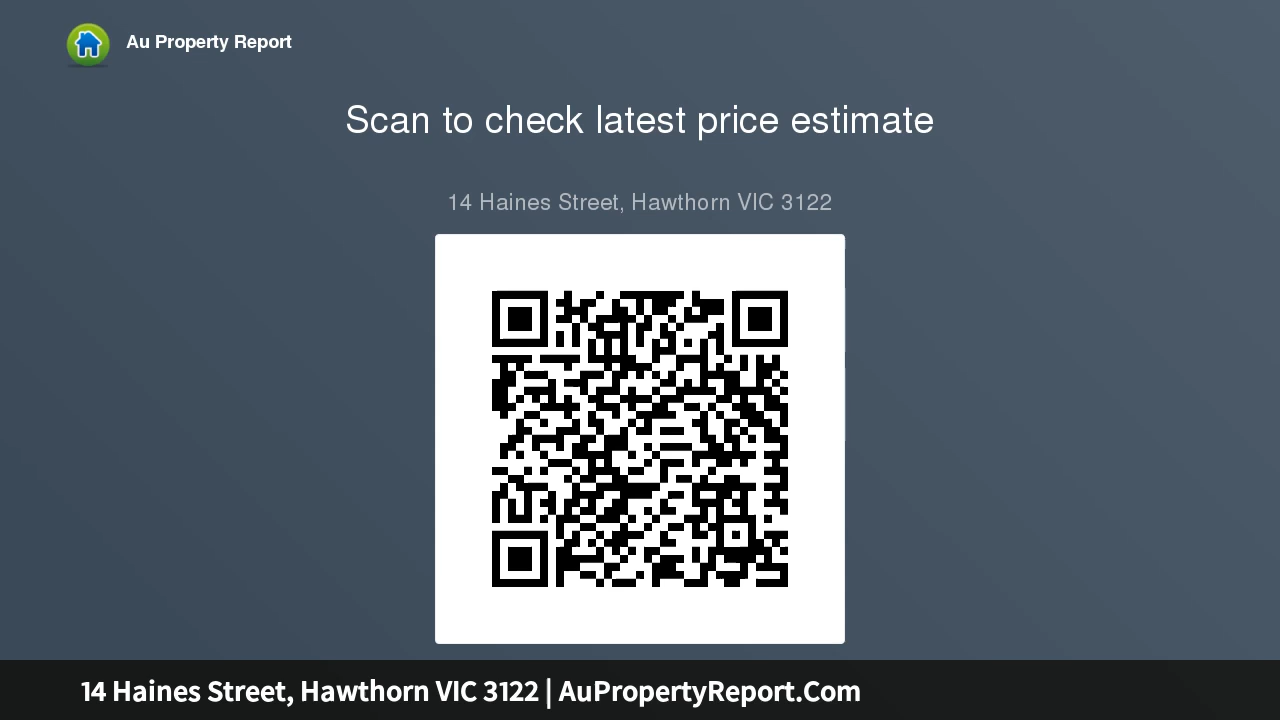 Au Property Report
Scan to check latest price estimate
14 Haines Street, Hawthorn VIC 3122
14 Haines Street, Hawthorn VIC 3122 | AuPropertyReport.Com